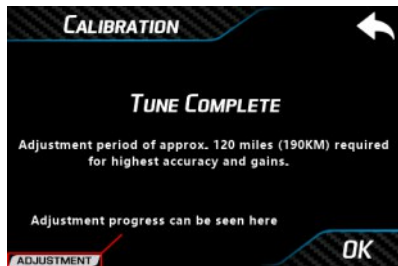 CALIBRATION
TUNE COMPLETE
Adjustment period of approx. 120 miles (190KM) required
for highest accuracy and gains.
Adjustment progress can be seen here
OK
ADJUSTMENT